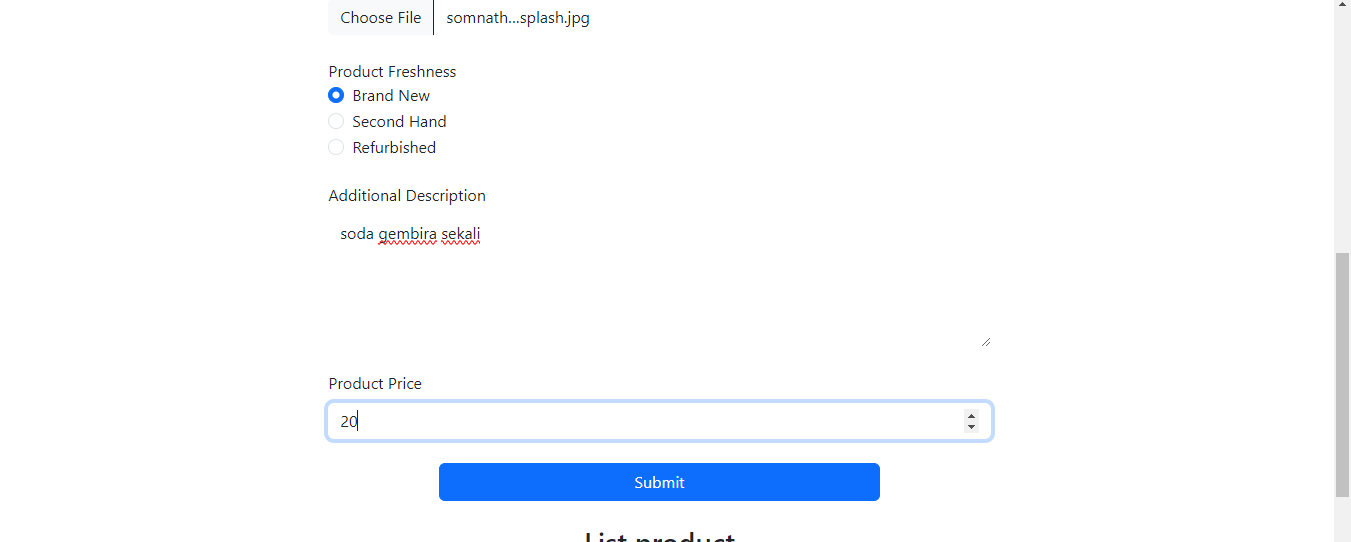 Choose File somnath...splash.jpg
Product Freshness
Brand New
Second Hand
Refurbished
Additional Description
soda gembira sekali
Product Price
20
Submit
List product